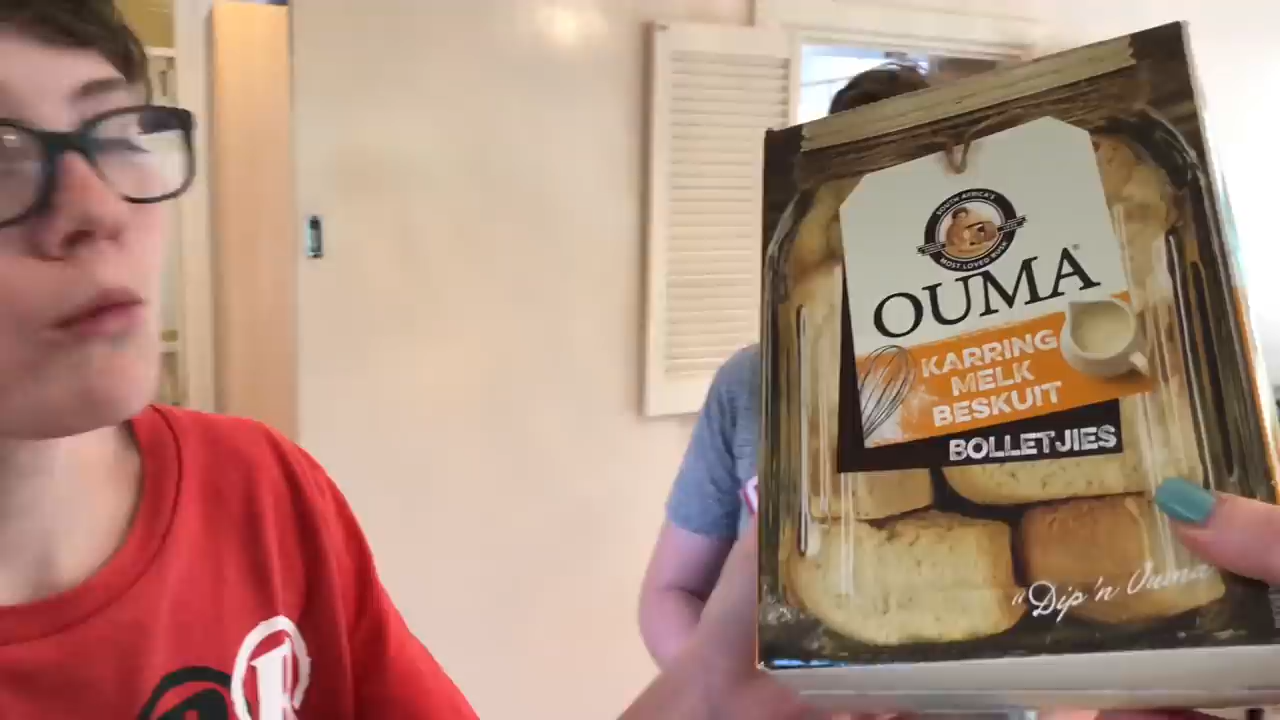 SOUTH AFRICA'S
MOST LOVED RUSK
OUMA®
KARRING
MELK
BESKUIT
BOLLETJIES
"Dip 'n Ouma